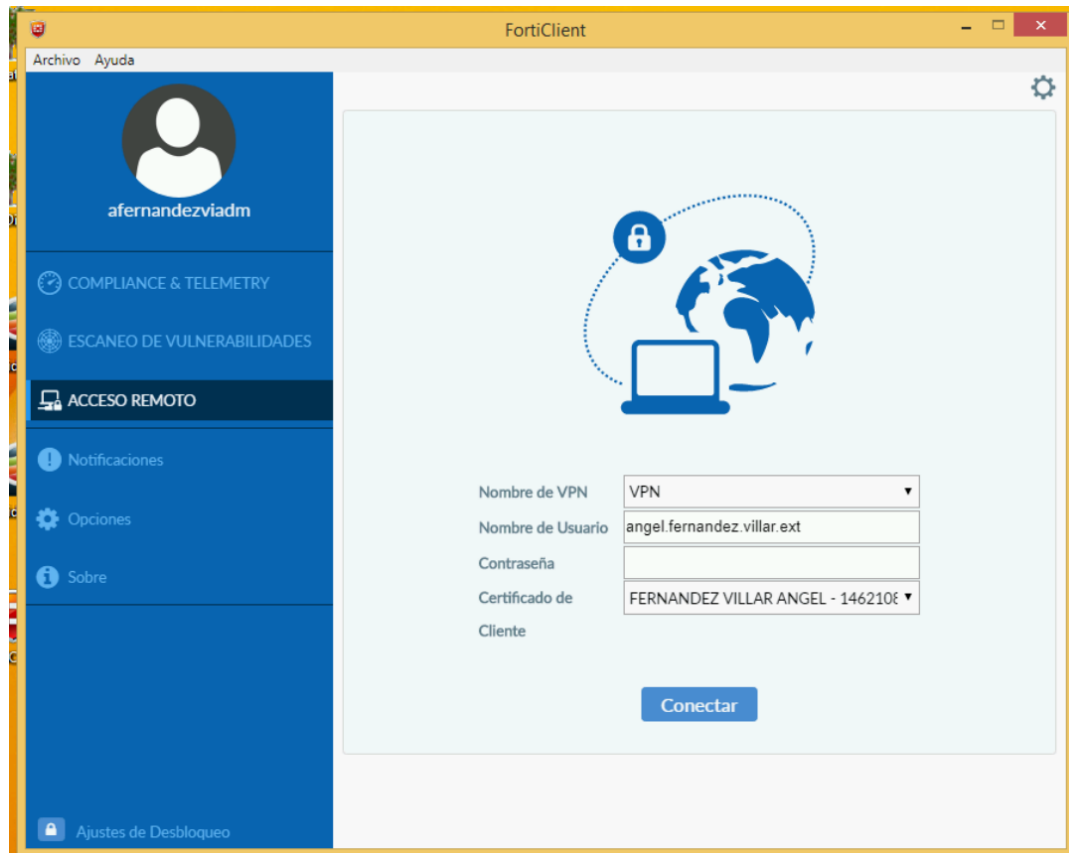 FortiClient
Archivo Ayuda
afernandezviadm
COMPLIANCE & TELEMETRY
ESCANEO DE VULNERABILIDADES
ACCESO REMOTO
Notificaciones
Opciones
Sobre
Ajustes de Desbloqueo
Nombre de VPN VPN
Nombre de Usuario angel.fernandez.villar.ext
Contraseña
Certificado de FERNANDEZ VILLAR ANGEL - 146210
Cliente
Conectar